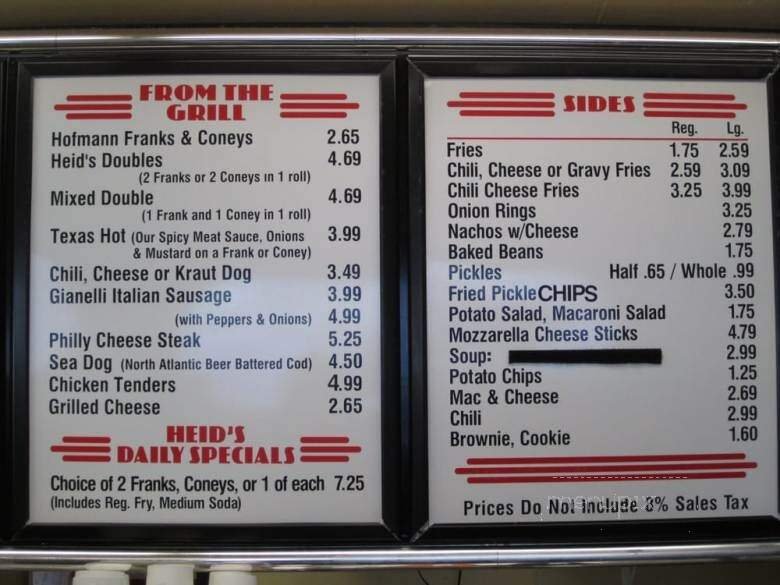 FROM THE
GRILL
Hofmann Franks & Coneys 2.65
Heid's Doubles 4.69
(2 Franks or 2 Coneys in 1 roll)
Mixed Double 4.69
(1 Frank and 1 Coney in 1 roll)
Texas Hot (Our Spicy Meat Sauce, Onions 3.99
& Mustard on a Frank or Coney)
Chili, Cheese or Kraut Dog 3.49
Gianelli Italian Sausage 3.99
(with Peppers & Onions) 4.99
Philly Cheese Steak 5.25
Sea Dog (North Atlantic Beer Battered Cod) 4.50
Chicken Tenders 4.99
Grilled Cheese 2.65
HEID'S
DAILY SPECIALS
Choice of 2 Franks, Coneys, or 1 of each 7.25
(Includes Reg. Fry, Medium Soda)
SIDES
Reg. Lg.
Fries 1.75 2.59
Chili, Cheese or Gravy Fries 2.59 3.09
Chili Cheese Fries 3.25 3.99
Onion Rings 3.25
Nachos w/Cheese 2.79
Baked Beans 1.75
Pickles Half .65 / Whole .99
Fried Pickle CHIPS 3.50
Potato Salad, Macaroni Salad 1.75
Mozzarella Cheese Sticks 4.79
Soup: 2.99
Potato Chips 1.25
Mac & Cheese 2.69
Chili 2.99
Brownie, Cookie 1.60
Prices Do Not Include 8% Sales Tax